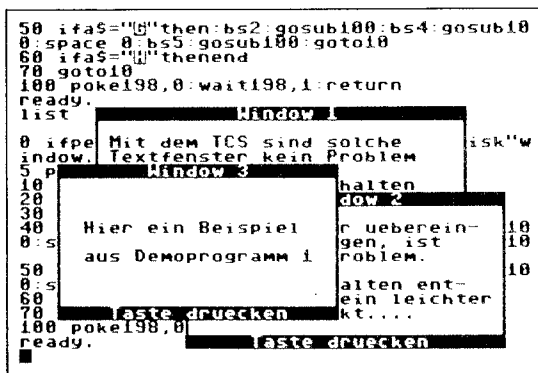 50 ifa$="G"then:bs2:gosub100:bs4:gosub10
0:space 0:bs5:gosub100:goto10
60 ifa$="W"thenend
70 goto10
100 poke198,0:wait198,1:return
ready.
list
Window 1
0 ifpe Mit dem TCS sind solche isk"w
indow. Textfenster kein Problem
5 p Window 3
10 halten
20 dow 2
30
40 Hier ein Beispiel r ueberein- 10
0:s gen, ist 10
aus Demoprogramm 1 roblem.
50 10
0:s alten ent-
60 ein leichter
70 Taste druecken kt....
100 poke198,0
ready. Taste druecken